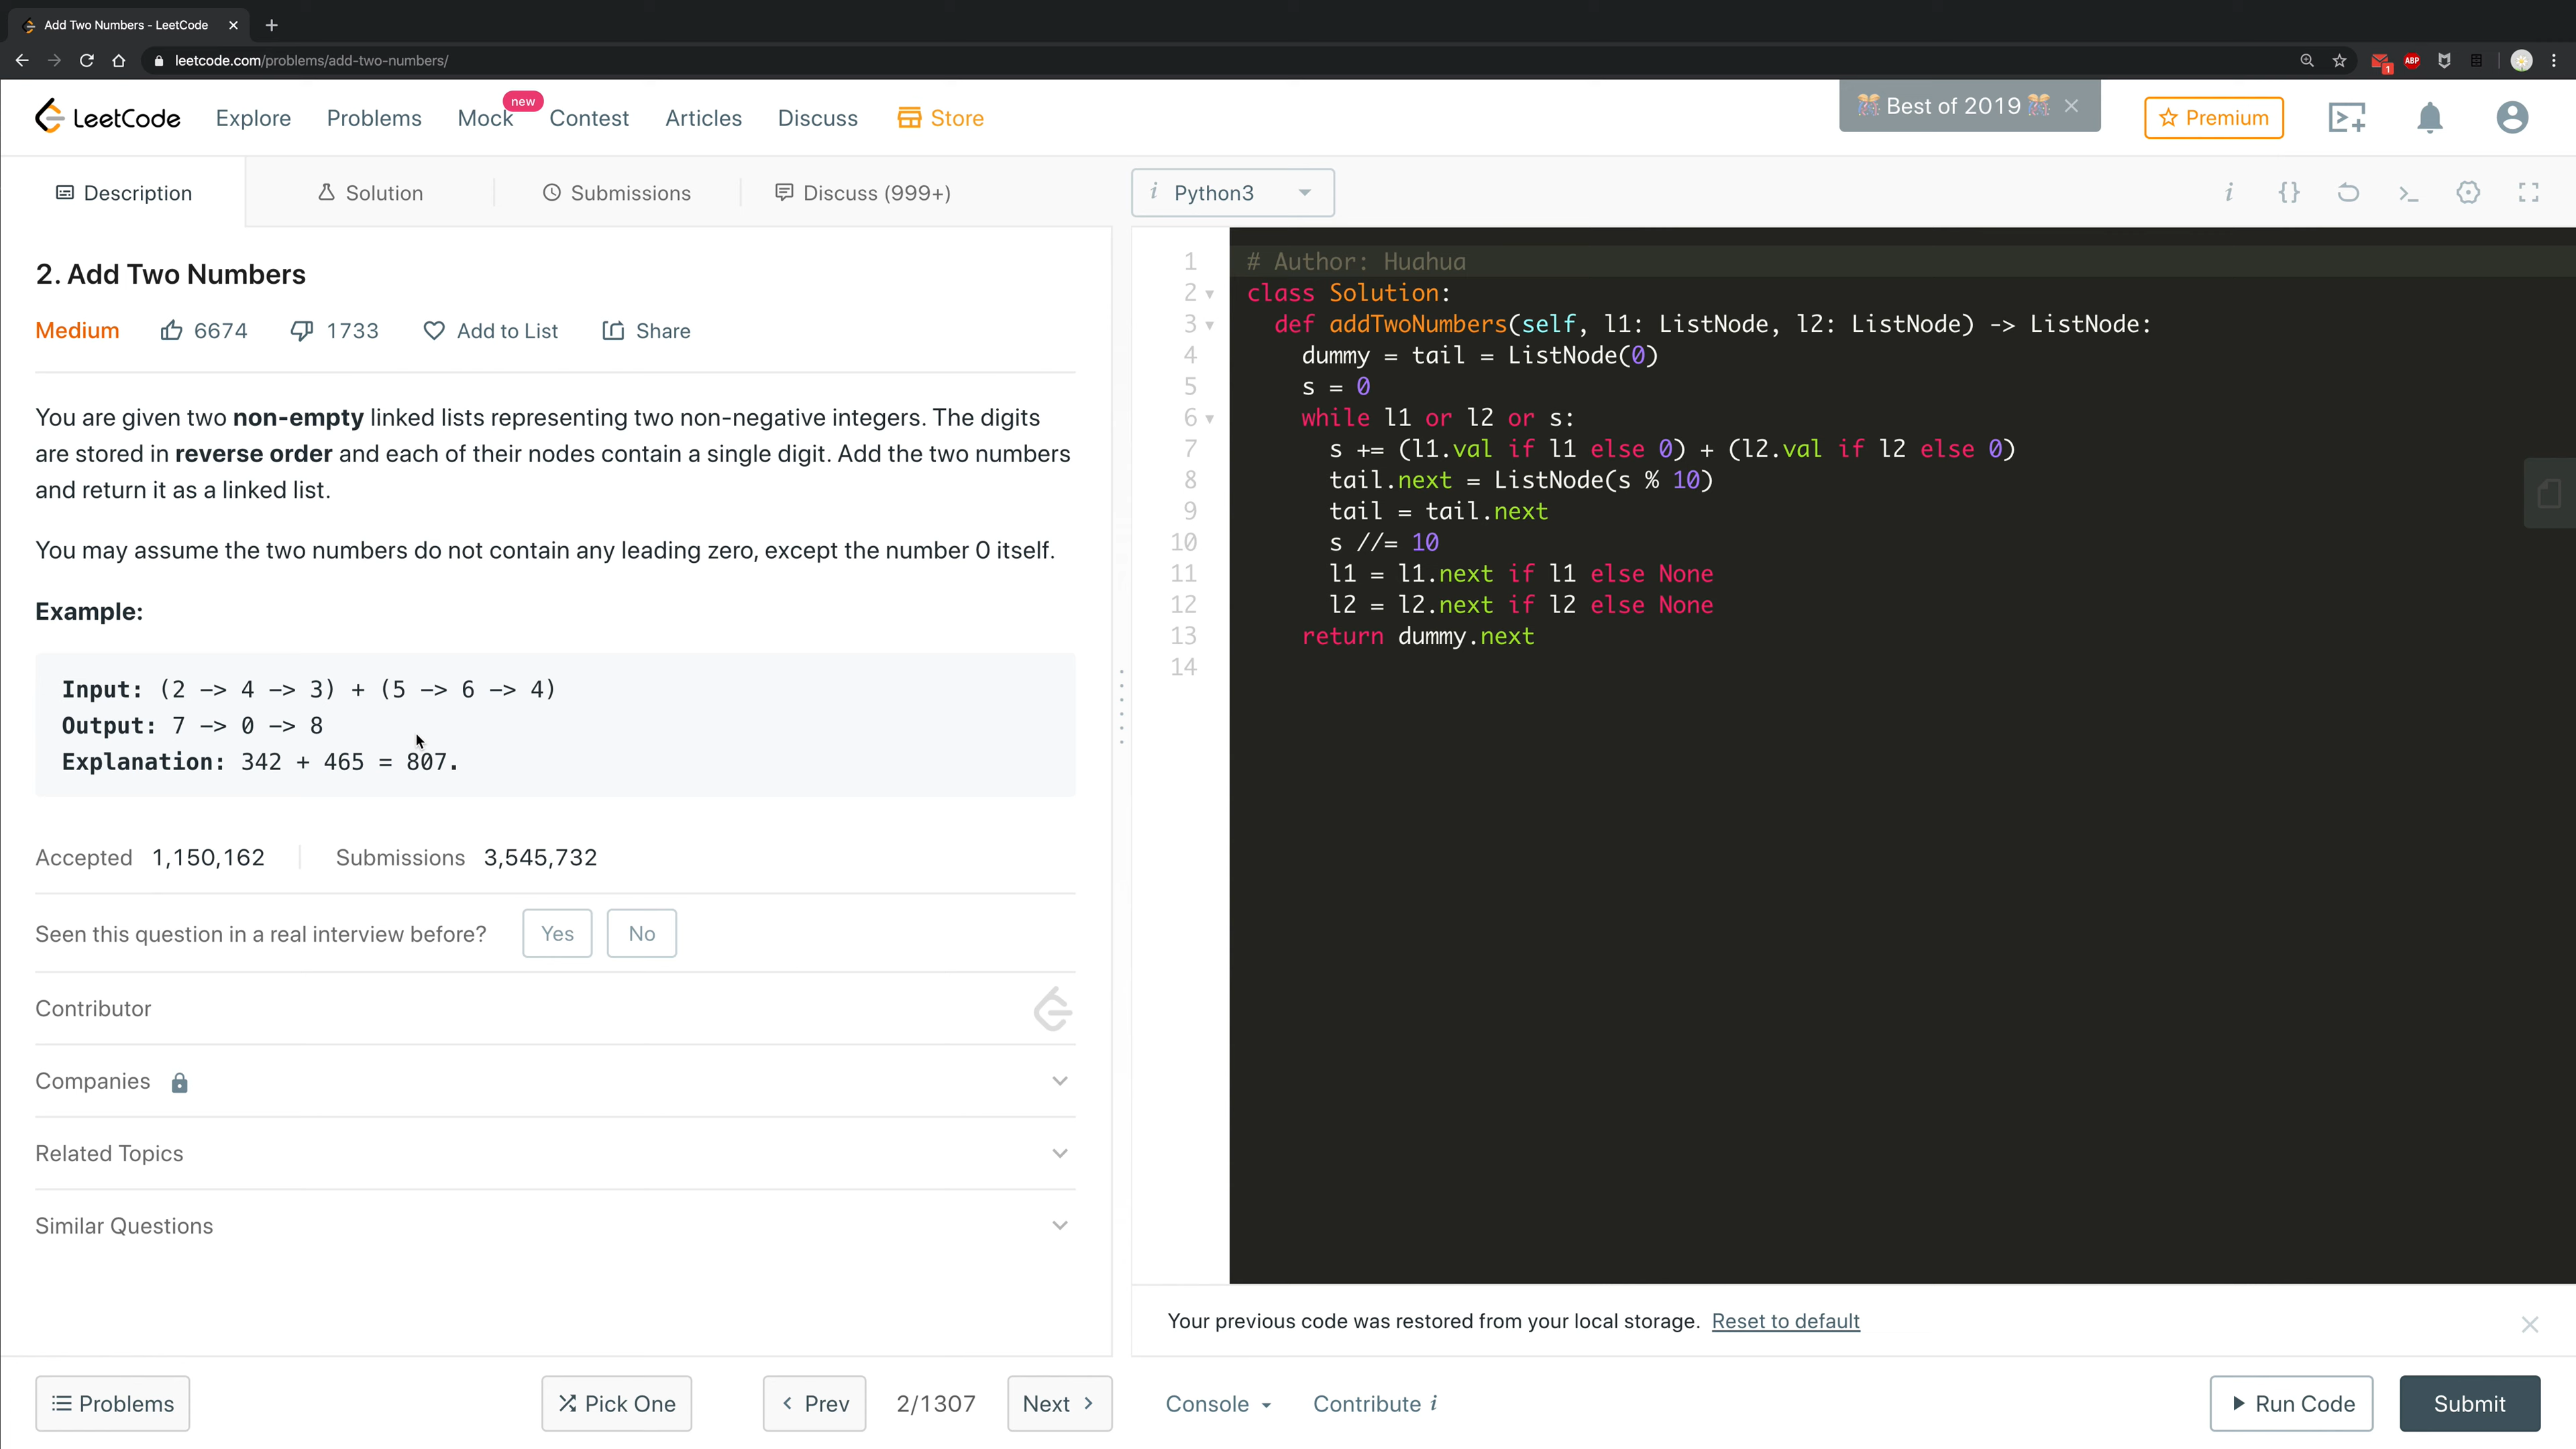 Add Two Numbers - LeetCode
leetcode.com/problems/add-two-numbers/
1
ABP
LeetCode
Explore
Problems
Mock
new
Contest
Articles
Discuss
Store
Best of 2019
Premium
Description
Solution
Submissions
Discuss (999+)
i Python3
i
{}
2. Add Two Numbers
Medium
6674
1733
Add to List
Share
You are given two non-empty linked lists representing two non-negative integers. The digits
are stored in reverse order and each of their nodes contain a single digit. Add the two numbers
and return it as a linked list.
You may assume the two numbers do not contain any leading zero, except the number 0 itself.
Example:
Input: (2 -> 4 -> 3) + (5 -> 6 -> 4)
Output: 7 -> 0 -> 8
Explanation: 342 + 465 = 807.
Accepted 1,150,162
Submissions 3,545,732
Seen this question in a real interview before?
Yes
No
Contributor
Companies
Related Topics
Similar Questions
Problems
Pick One
Prev
2/1307
Next
1 # Author: Huahua
2 class Solution:
3 def addTwoNumbers(self, l1: ListNode, l2: ListNode) -> ListNode:
4 dummy = tail = ListNode(0)
5 s = 0
6 while l1 or l2 or s:
7 s += (l1.val if l1 else 0) + (l2.val if l2 else 0)
8 tail.next = ListNode(s % 10)
9 tail = tail.next
10 s //= 10
11 l1 = l1.next if l1 else None
12 l2 = l2.next if l2 else None
13 return dummy.next
14
Your previous code was restored from your local storage. Reset to default
Console
Contribute i
Run Code
Submit